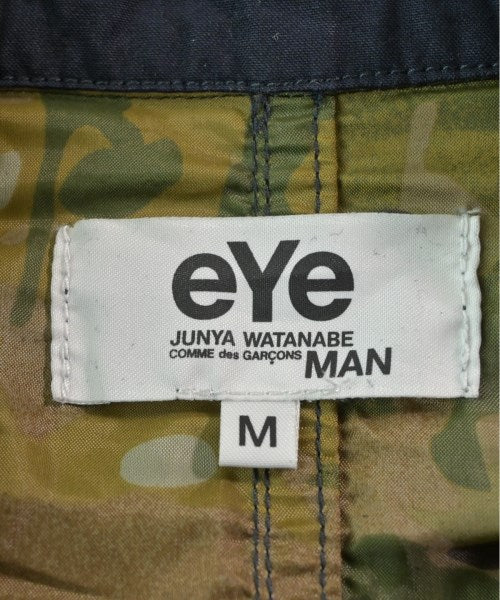 eYe
JUNYA WATANABE
COMME des GARÇONS MAN
M